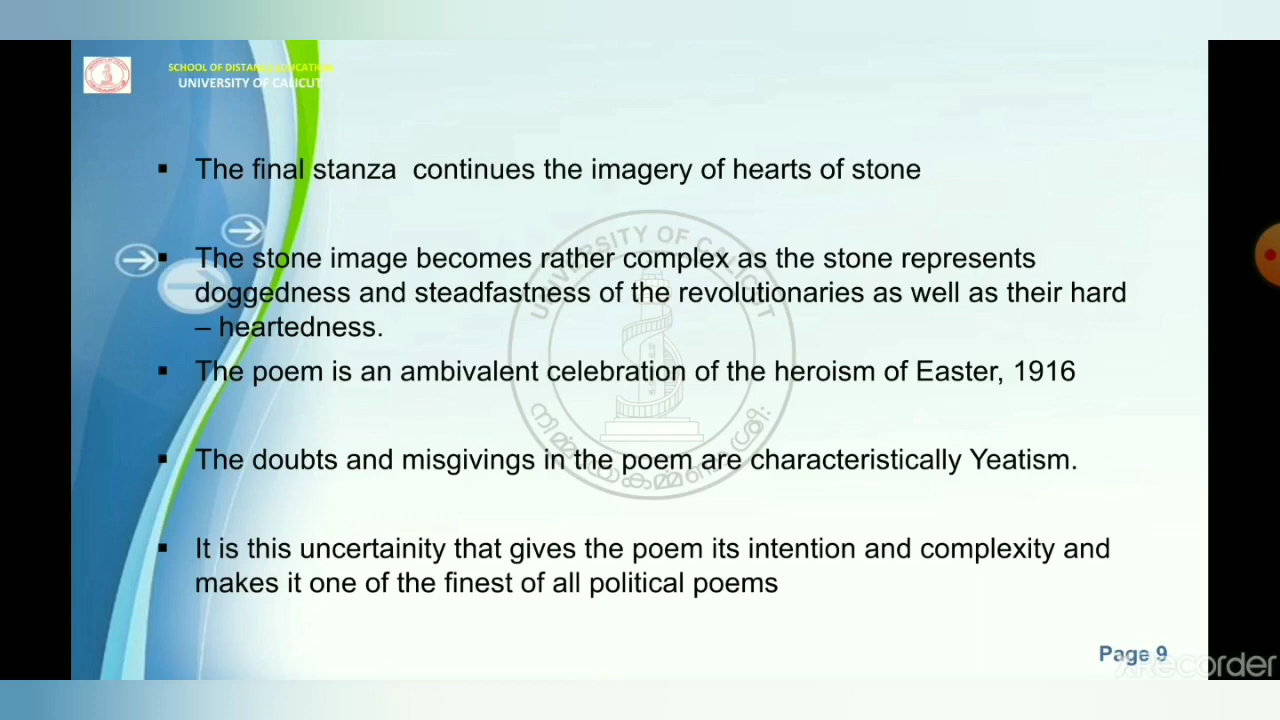 SCHOOL OF DISTANCE EDUCATION
UNIVERSITY OF CALICUT
▪ The final stanza continues the imagery of hearts of stone
▪ The stone image becomes rather complex as the stone represents
doggedness and steadfastness of the revolutionaries as well as their hard
– heartedness.
▪ The poem is an ambivalent celebration of the heroism of Easter, 1916
▪ The doubts and misgivings in the poem are characteristically Yeatism.
▪ It is this uncertainity that gives the poem its intention and complexity and
makes it one of the finest of all political poems
UNIVERSITY OF CALICUT
Page 9
XRecorder